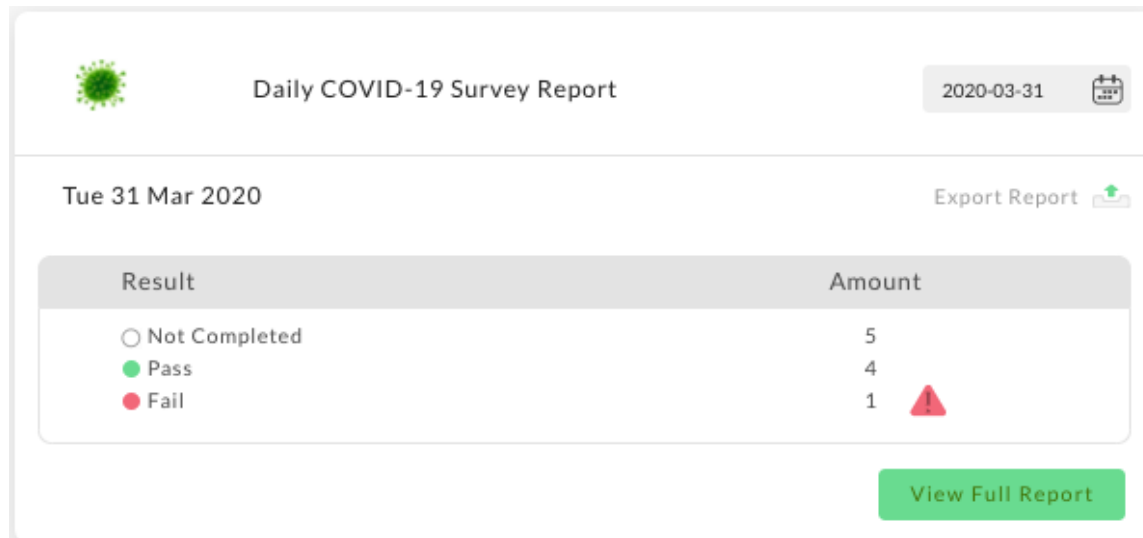 Daily COVID-19 Survey Report
2020-03-31
Tue 31 Mar 2020
Export Report
Result Amount
Not Completed 5
Pass 4
Fail 1
View Full Report